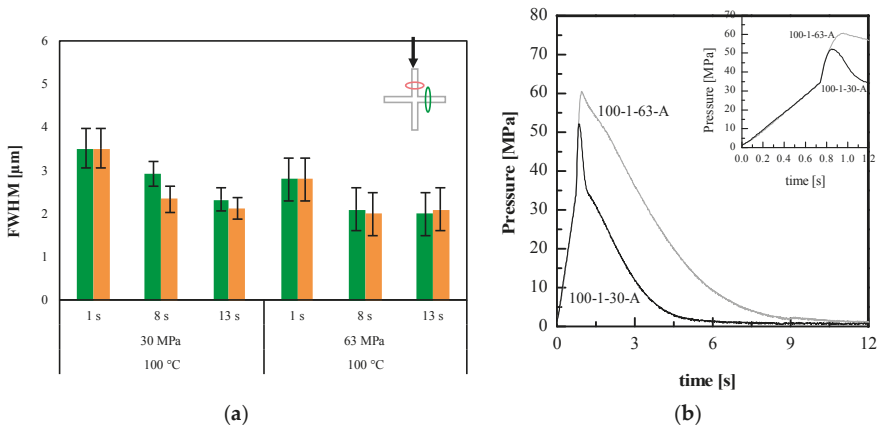 6
5
4
3
2
1
0
FWHM [µm]
1 s 8 s 13 s 1 s 8 s 13 s
30 MPa 63 MPa
100 °C 100 °C
(a)
80
70
60
50
40
30
20
10
0
Pressure [MPa]
100-1-63-A
100-1-30-A
0 3 6 9 12
time [s]
70
60
50
40
30
20
10
0
Pressure [MPa]
100-1-63-A
100-1-30-A
0.0 0.2 0.4 0.6 0.8 1.0 1.2
time [s]
(b)